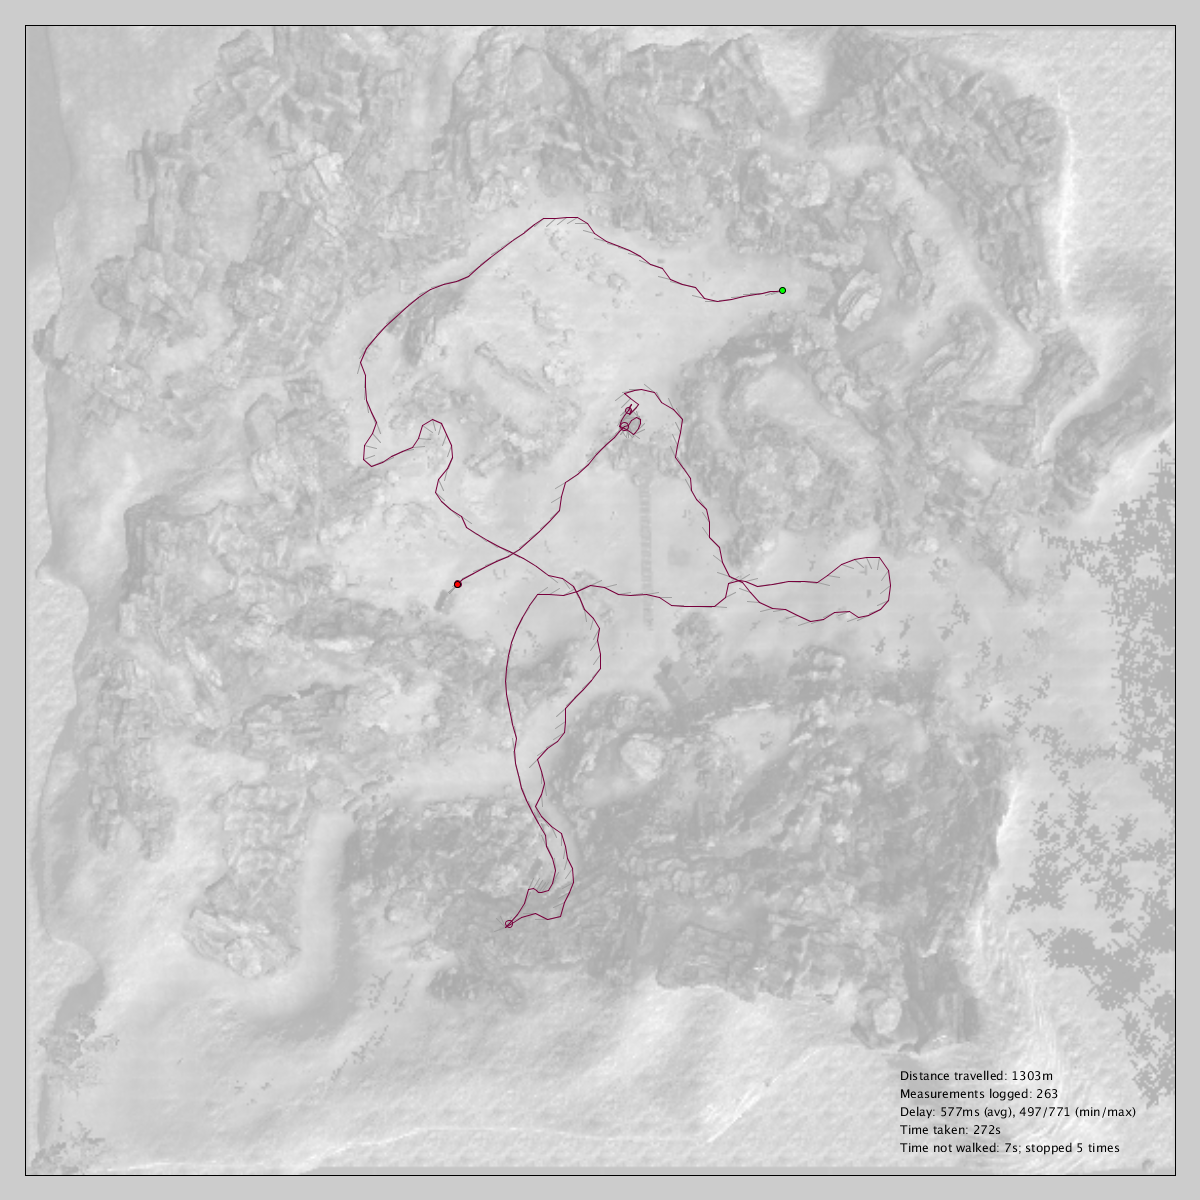 Distance travelled: 1303m
Measurements logged: 263
Delay: 577ms (avg), 497/771 (min/max)
Time taken: 272s
Time not walked: 7s; stopped 5 times